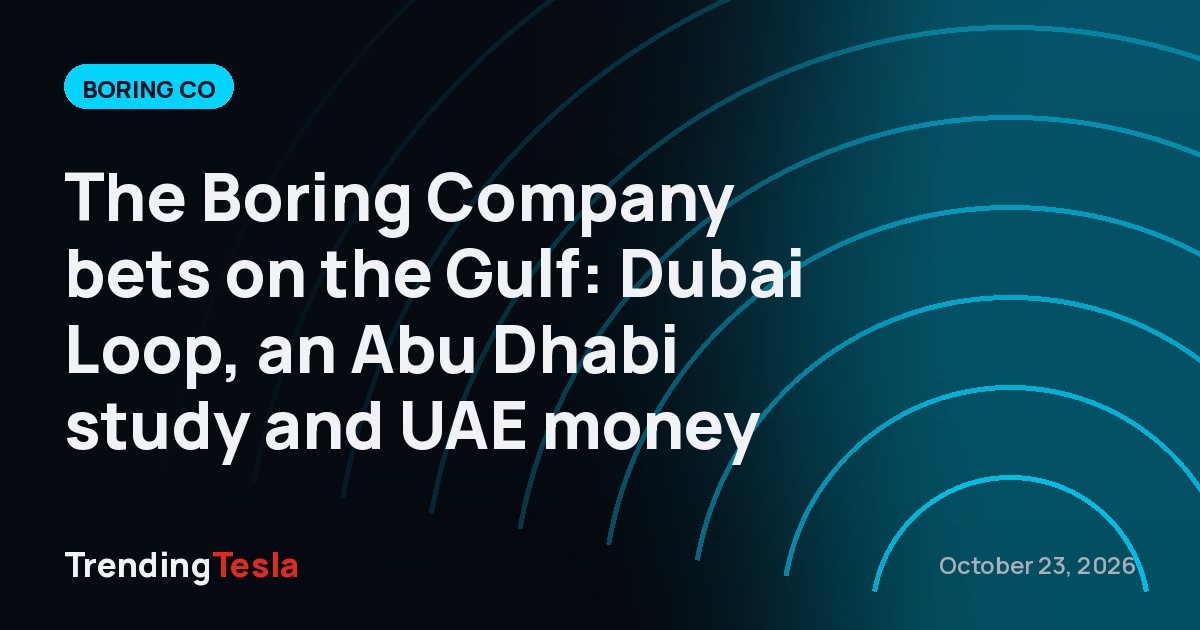 BORING CO
The Boring Company
bets on the Gulf: Dubai
Loop, an Abu Dhabi
study and UAE money
TrendingTesla
October 23, 2026